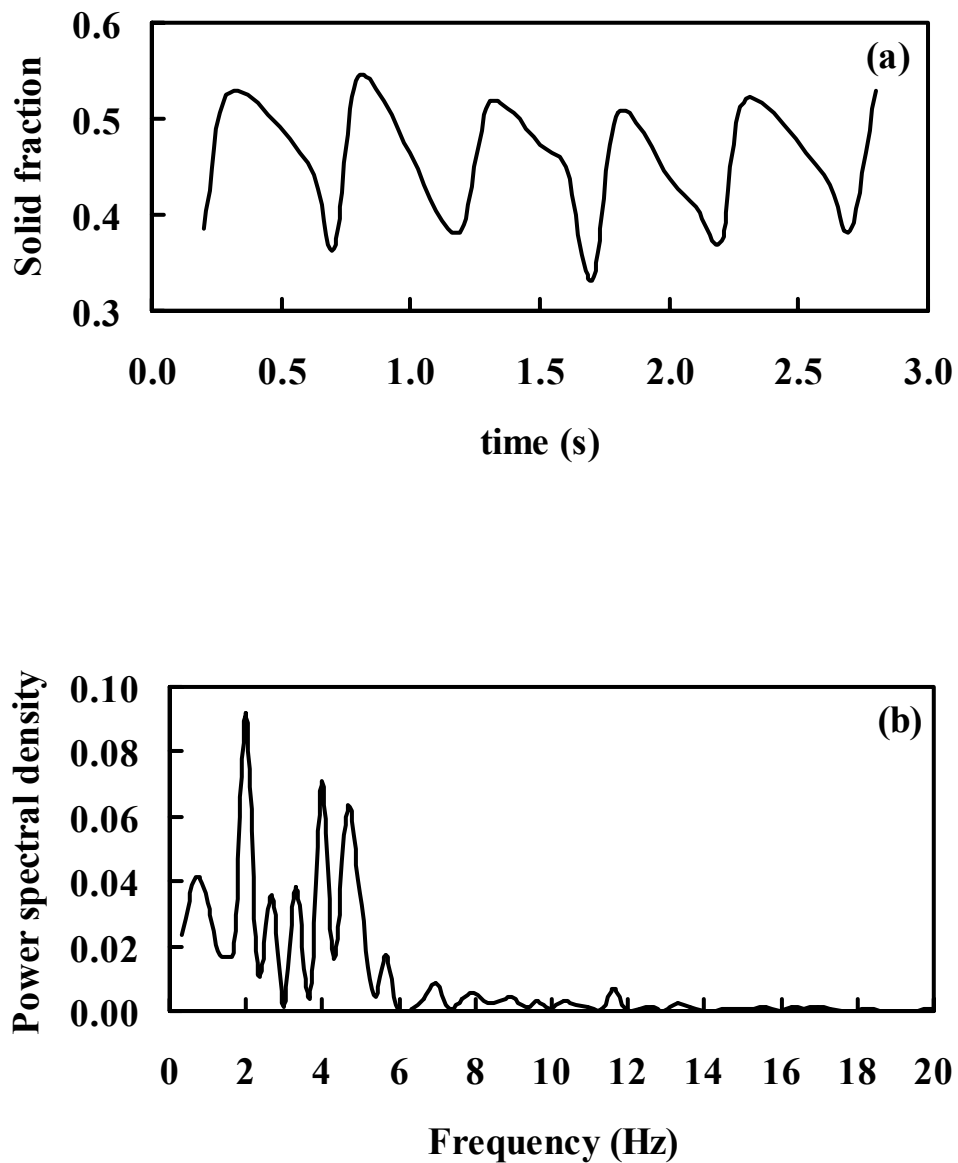 0.6
(a)
0.5
0.4
0.3
Solid fraction
0.0 0.5 1.0 1.5 2.0 2.5 3.0
time (s)
0.10
(b)
0.08
0.06
0.04
0.02
0.00
Power spectral density
0 2 4 6 8 10 12 14 16 18 20
Frequency (Hz)